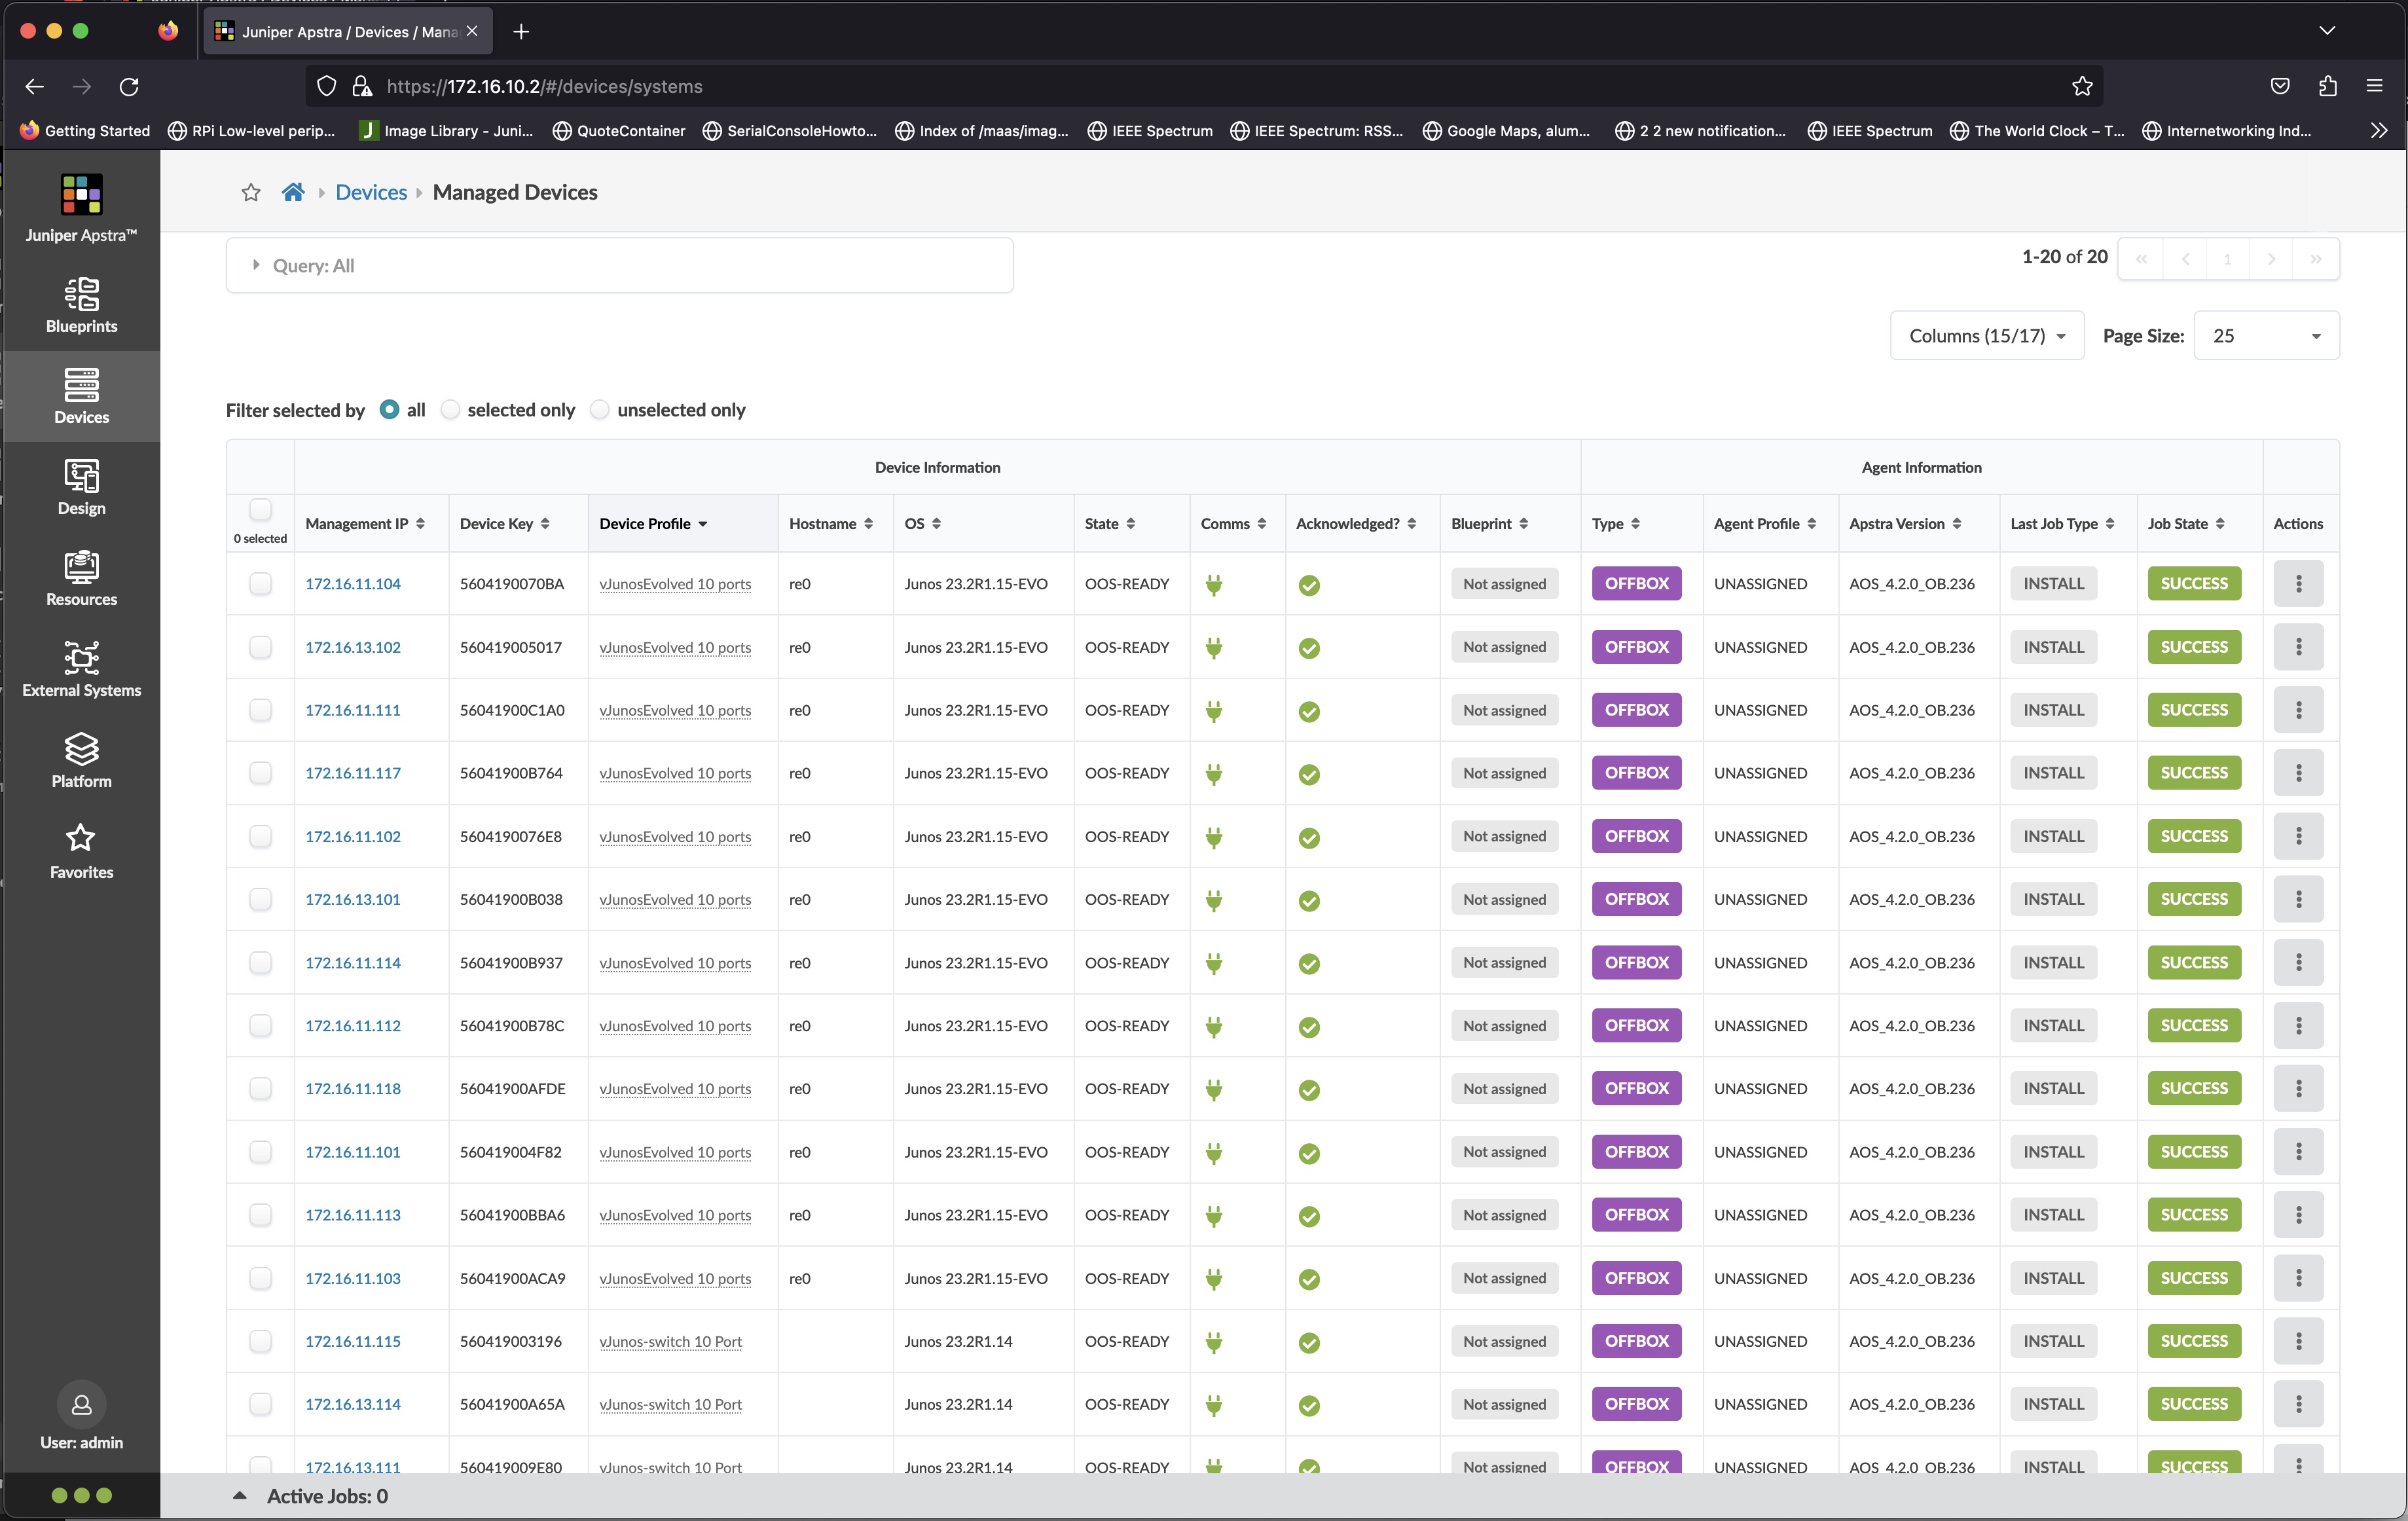 Juniper Apstra / Devices / Mana
https://172.16.10.2/#/devices/systems
Getting Started RPi Low-level perip... Image Library - Juni... QuoteContainer SerialConsoleHowto... Index of /maas/imag... IEEE Spectrum IEEE Spectrum: RSS... Google Maps, alum... 2 2 new notification... IEEE Spectrum The World Clock – T... Internetworking Ind...
Juniper Apstra™
Blueprints
Devices
Design
Resources
External Systems
Platform
Favorites
User: admin
Devices Managed Devices
Query: All
1-20 of 20
1
Columns (15/17) Page Size: 25
Filter selected by all selected only unselected only
Device Information Agent Information
0 selected Management IP Device Key Device Profile Hostname OS State Comms Acknowledged? Blueprint Type Agent Profile Apstra Version Last Job Type Job State Actions
172.16.11.104 5604190070BA vJunosEvolved 10 ports re0 Junos 23.2R1.15-EVO OOS-READY Not assigned OFFBOX UNASSIGNED AOS_4.2.0_OB.236 INSTALL SUCCESS
172.16.13.102 560419005017 vJunosEvolved 10 ports re0 Junos 23.2R1.15-EVO OOS-READY Not assigned OFFBOX UNASSIGNED AOS_4.2.0_OB.236 INSTALL SUCCESS
172.16.11.111 56041900C1A0 vJunosEvolved 10 ports re0 Junos 23.2R1.15-EVO OOS-READY Not assigned OFFBOX UNASSIGNED AOS_4.2.0_OB.236 INSTALL SUCCESS
172.16.11.117 56041900B764 vJunosEvolved 10 ports re0 Junos 23.2R1.15-EVO OOS-READY Not assigned OFFBOX UNASSIGNED AOS_4.2.0_OB.236 INSTALL SUCCESS
172.16.11.102 5604190076E8 vJunosEvolved 10 ports re0 Junos 23.2R1.15-EVO OOS-READY Not assigned OFFBOX UNASSIGNED AOS_4.2.0_OB.236 INSTALL SUCCESS
172.16.13.101 56041900B038 vJunosEvolved 10 ports re0 Junos 23.2R1.15-EVO OOS-READY Not assigned OFFBOX UNASSIGNED AOS_4.2.0_OB.236 INSTALL SUCCESS
172.16.11.114 56041900B937 vJunosEvolved 10 ports re0 Junos 23.2R1.15-EVO OOS-READY Not assigned OFFBOX UNASSIGNED AOS_4.2.0_OB.236 INSTALL SUCCESS
172.16.11.112 56041900B78C vJunosEvolved 10 ports re0 Junos 23.2R1.15-EVO OOS-READY Not assigned OFFBOX UNASSIGNED AOS_4.2.0_OB.236 INSTALL SUCCESS
172.16.11.118 56041900AFDE vJunosEvolved 10 ports re0 Junos 23.2R1.15-EVO OOS-READY Not assigned OFFBOX UNASSIGNED AOS_4.2.0_OB.236 INSTALL SUCCESS
172.16.11.101 560419004F82 vJunosEvolved 10 ports re0 Junos 23.2R1.15-EVO OOS-READY Not assigned OFFBOX UNASSIGNED AOS_4.2.0_OB.236 INSTALL SUCCESS
172.16.11.113 56041900BBA6 vJunosEvolved 10 ports re0 Junos 23.2R1.15-EVO OOS-READY Not assigned OFFBOX UNASSIGNED AOS_4.2.0_OB.236 INSTALL SUCCESS
172.16.11.103 56041900ACA9 vJunosEvolved 10 ports re0 Junos 23.2R1.15-EVO OOS-READY Not assigned OFFBOX UNASSIGNED AOS_4.2.0_OB.236 INSTALL SUCCESS
172.16.11.115 560419003196 vJunos-switch 10 Port Junos 23.2R1.14 OOS-READY Not assigned OFFBOX UNASSIGNED AOS_4.2.0_OB.236 INSTALL SUCCESS
172.16.13.114 56041900A65A vJunos-switch 10 Port Junos 23.2R1.14 OOS-READY Not assigned OFFBOX UNASSIGNED AOS_4.2.0_OB.236 INSTALL SUCCESS
172.16.13.111 560419009E80 vJunos-switch 10 Port Junos 23.2R1.14 OOS-READY Not assigned OFFBOX UNASSIGNED AOS_4.2.0_OB.236 INSTALL SUCCESS
Active Jobs: 0